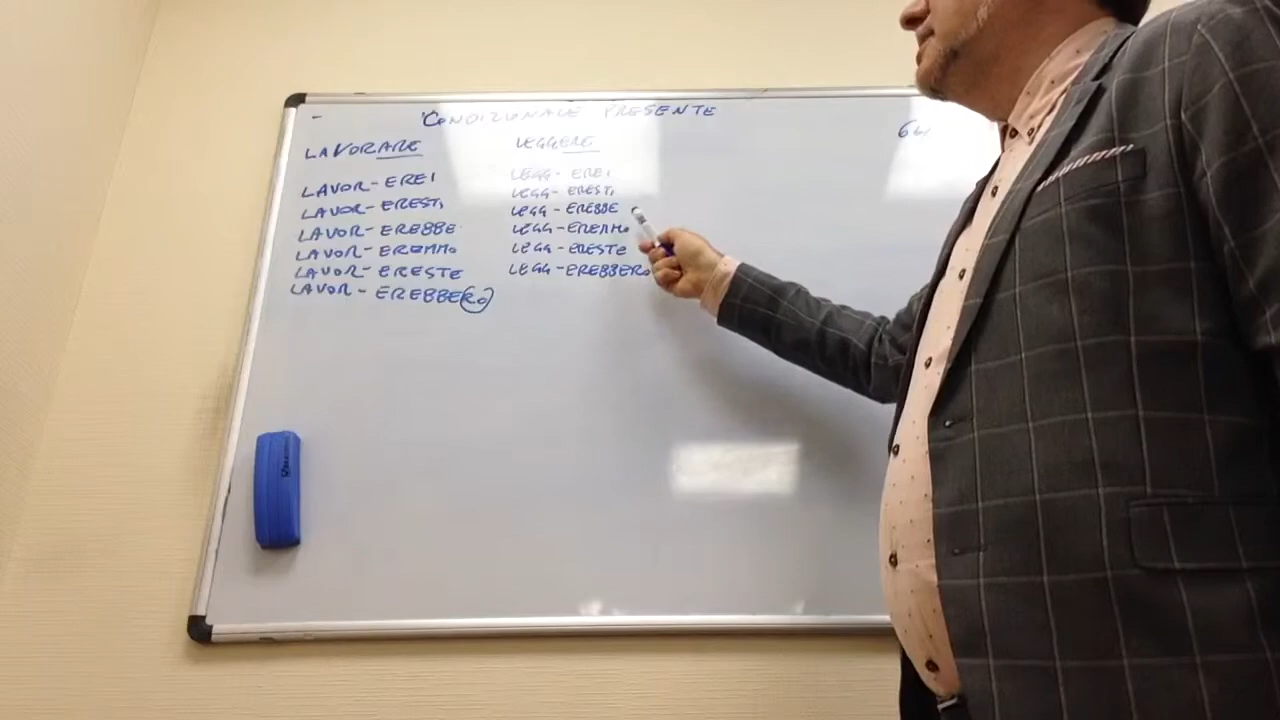 CONDIZIONALE PRESENTE
LAVORARE
LAVOR-EREI
LAVOR-ERESTI
LAVOR-EREBBE
LAVOR-EREMMO
LAVOR-ERESTE
LAVOR-EREBBERO
LEGGERE
LEGG-EREI
LEGG-ERESTI
LEGG-EREBBE
LEGG-EREMMO
LEGG-ERESTE
LEGG-EREBBERO